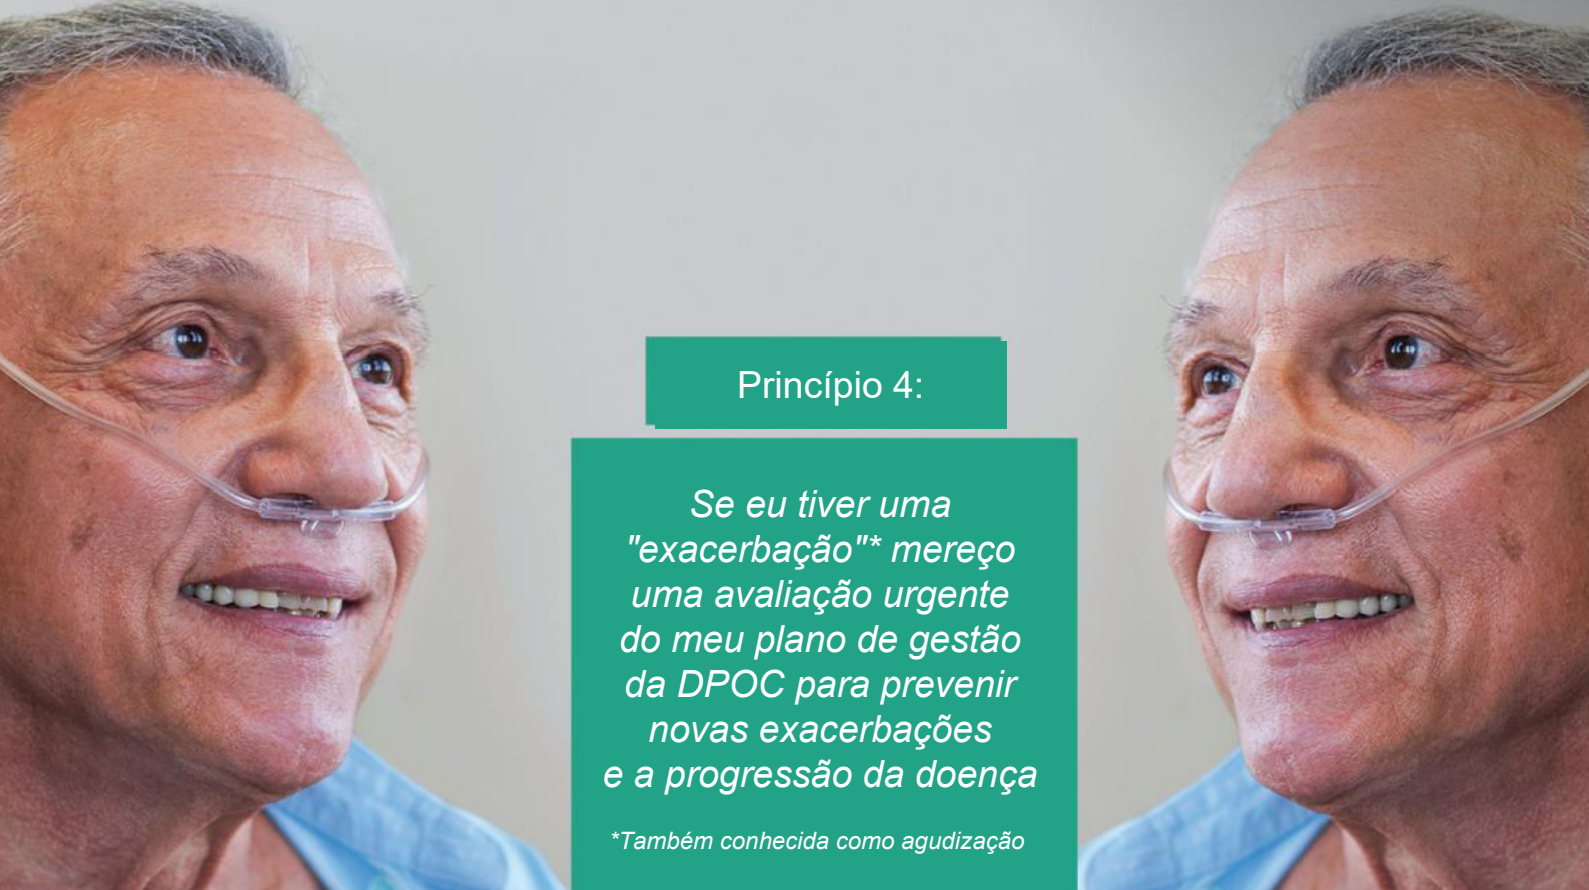 Princípio 4:
Se eu tiver uma
"exacerbação"* mereço
uma avaliação urgente
do meu plano de gestão
da DPOC para prevenir
novas exacerbações
e a progressão da doença
*Também conhecida como agudização